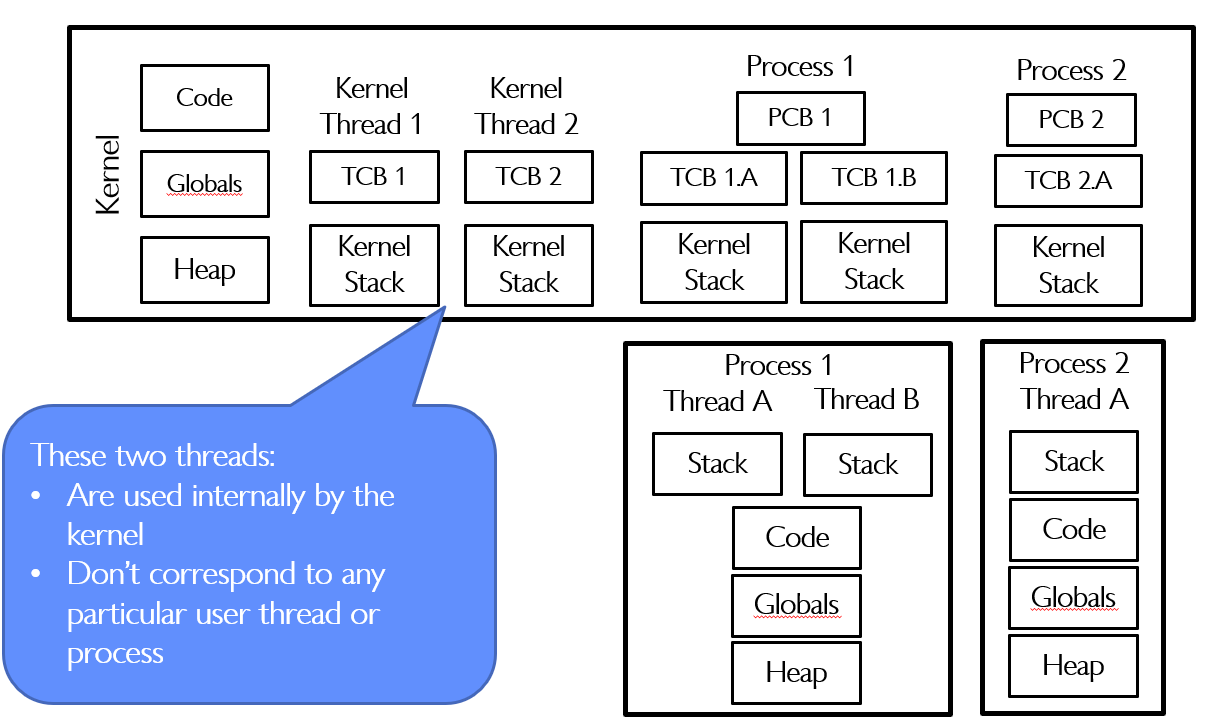 Kernel
Code
Globals
Heap
Kernel
Thread 1
TCB 1
Kernel
Stack
Kernel
Thread 2
TCB 2
Kernel
Stack
Process 1
PCB 1
TCB 1.A
TCB 1.B
Kernel
Stack
Kernel
Stack
Process 2
PCB 2
TCB 2.A
Kernel
Stack
These two threads:
• Are used internally by the
kernel
• Don't correspond to any
particular user thread or
process
Process 1
Thread A
Thread B
Stack
Stack
Code
Globals
Heap
Process 2
Thread A
Stack
Code
Globals
Heap